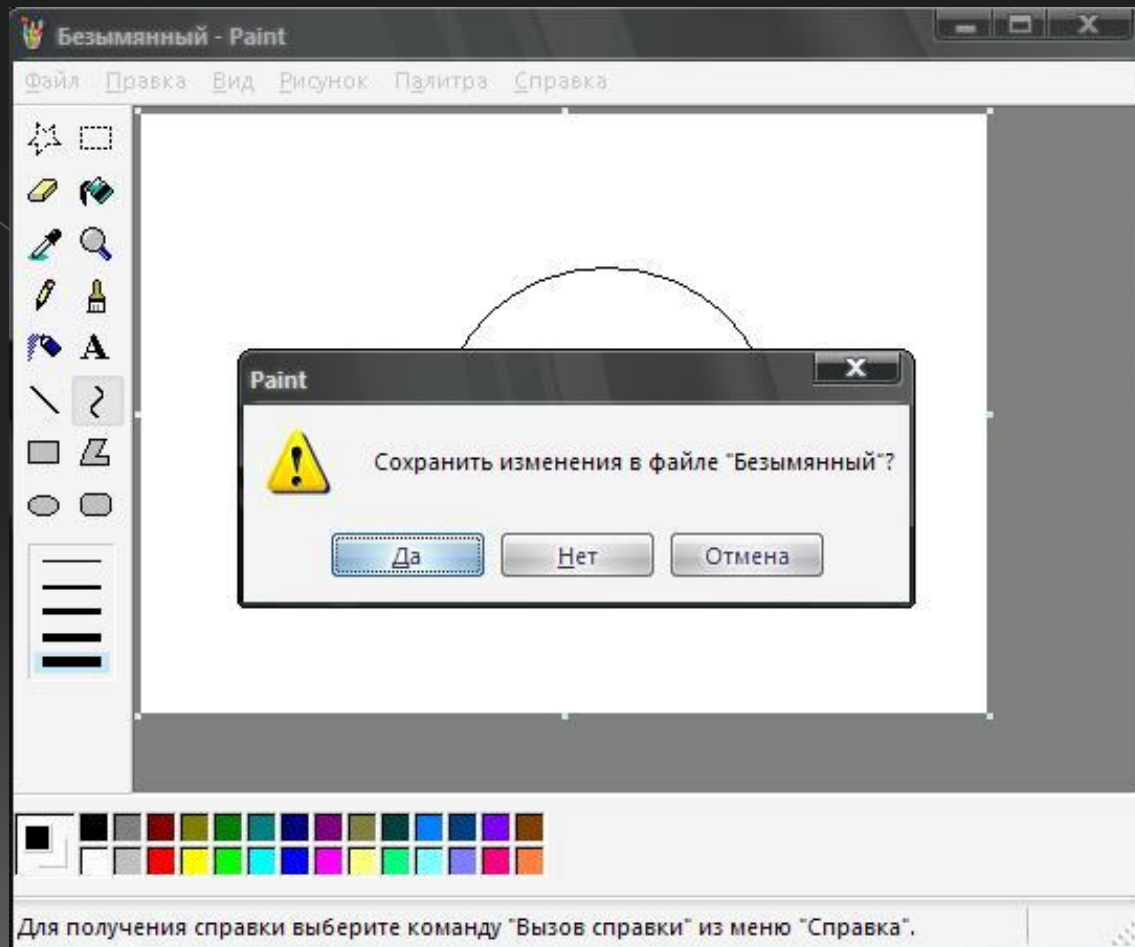 Безымянный - Paint
Файл Правка Вид Рисунок Палитра Справка
A
Paint
Сохранить изменения в файле "Безымянный"?
Да Нет Отмена
Для получения справки выберите команду "Вызов справки" из меню "Справка".